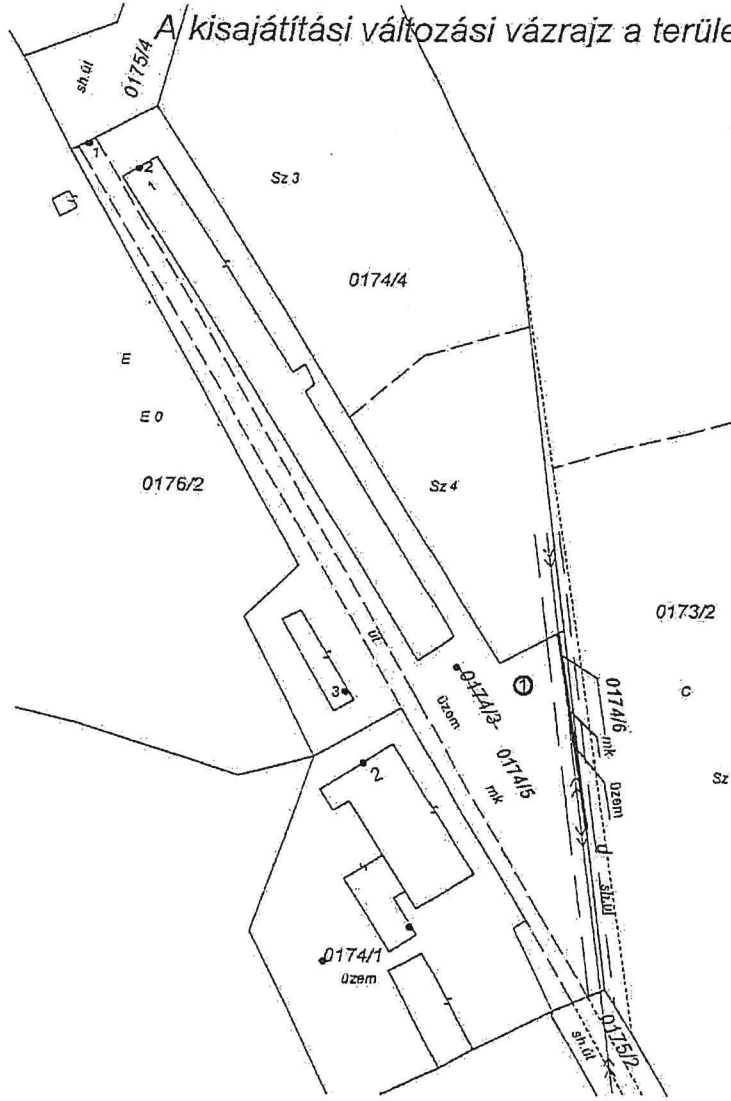 A kisajátítási változási vázrajz a terüle
sh.út
0175/4
1
2
1
Sz 3
0174/4
E
E 0
0176/2
Sz 4
0173/2
út
3
0174/3
üzem
1
0174/5
mk
0174/6
mk
üzem
C
Sz
2
sh.út
0174/1
üzem
0175/2
sh.út